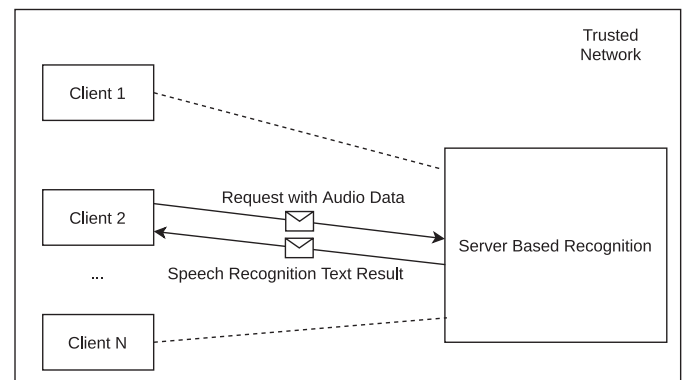 Trusted
Network
Client 1
Request with Audio Data
Client 2
Server Based Recognition
...
Speech Recognition Text Result
Client N